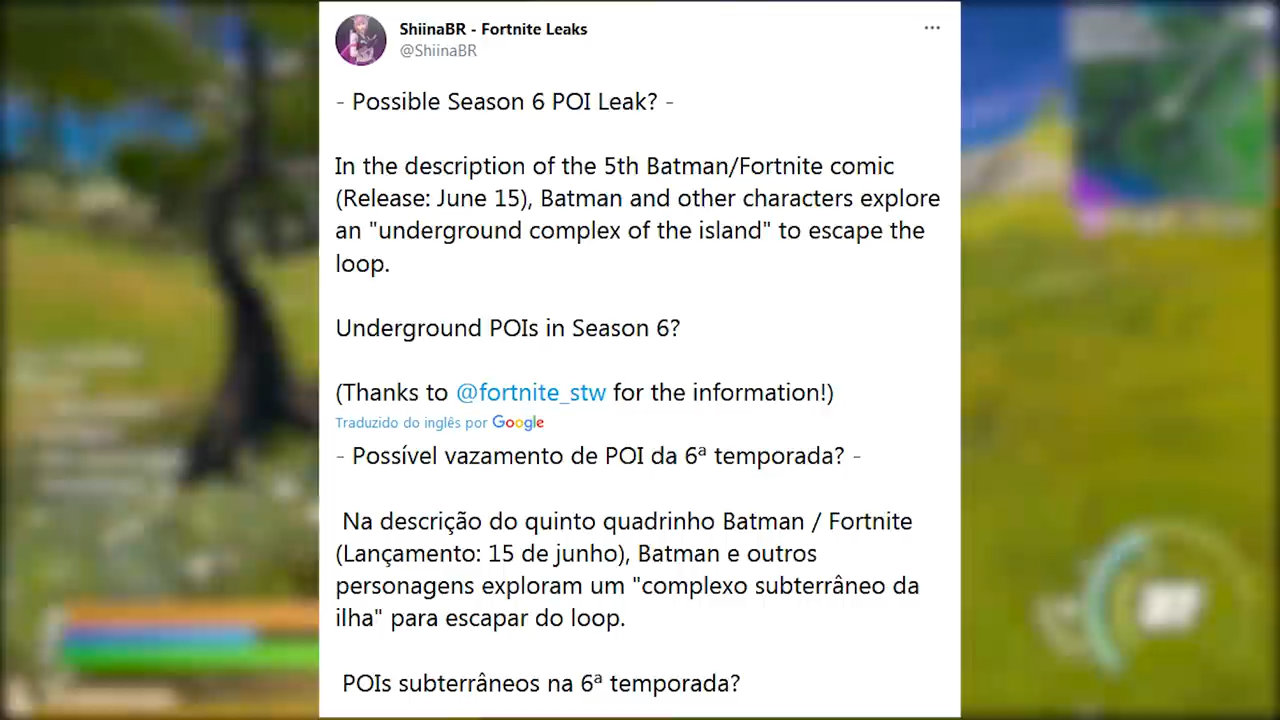 ShiinaBR - Fortnite Leaks
@ShiinaBR
- Possible Season 6 POI Leak? -
In the description of the 5th Batman/Fortnite comic
(Release: June 15), Batman and other characters explore
an "underground complex of the island" to escape the
loop.
Underground POIs in Season 6?
(Thanks to @fortnite_stw for the information!)
Traduzido do inglês por Google
- Possível vazamento de POI da 6ª temporada? -
Na descrição do quinto quadrinho Batman / Fortnite
(Lançamento: 15 de junho), Batman e outros
personagens exploram um "complexo subterrâneo da
ilha" para escapar do loop.
POIs subterrâneos na 6ª temporada?